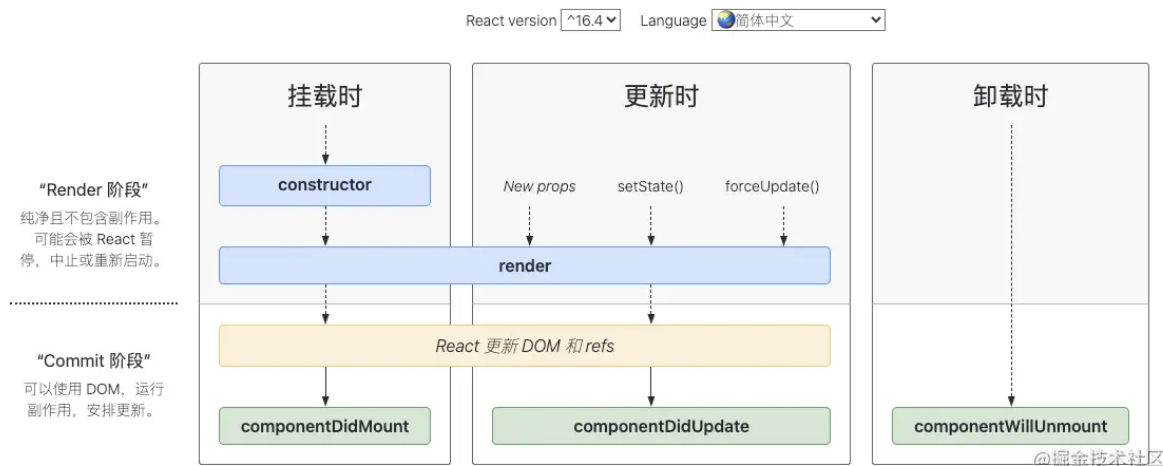 React version ^16.4 Language 简体中文
挂载时
更新时
卸载时
“Render 阶段”
纯净且不包含副作用。
可能会被 React 暂
停，中止或重新启动。
constructor
New props
setState()
forceUpdate()
render
“Commit 阶段”
可以使用 DOM，运行
副作用，安排更新。
React 更新 DOM 和 refs
componentDidMount
componentDidUpdate
componentWillUnmount
@掘金技术社区